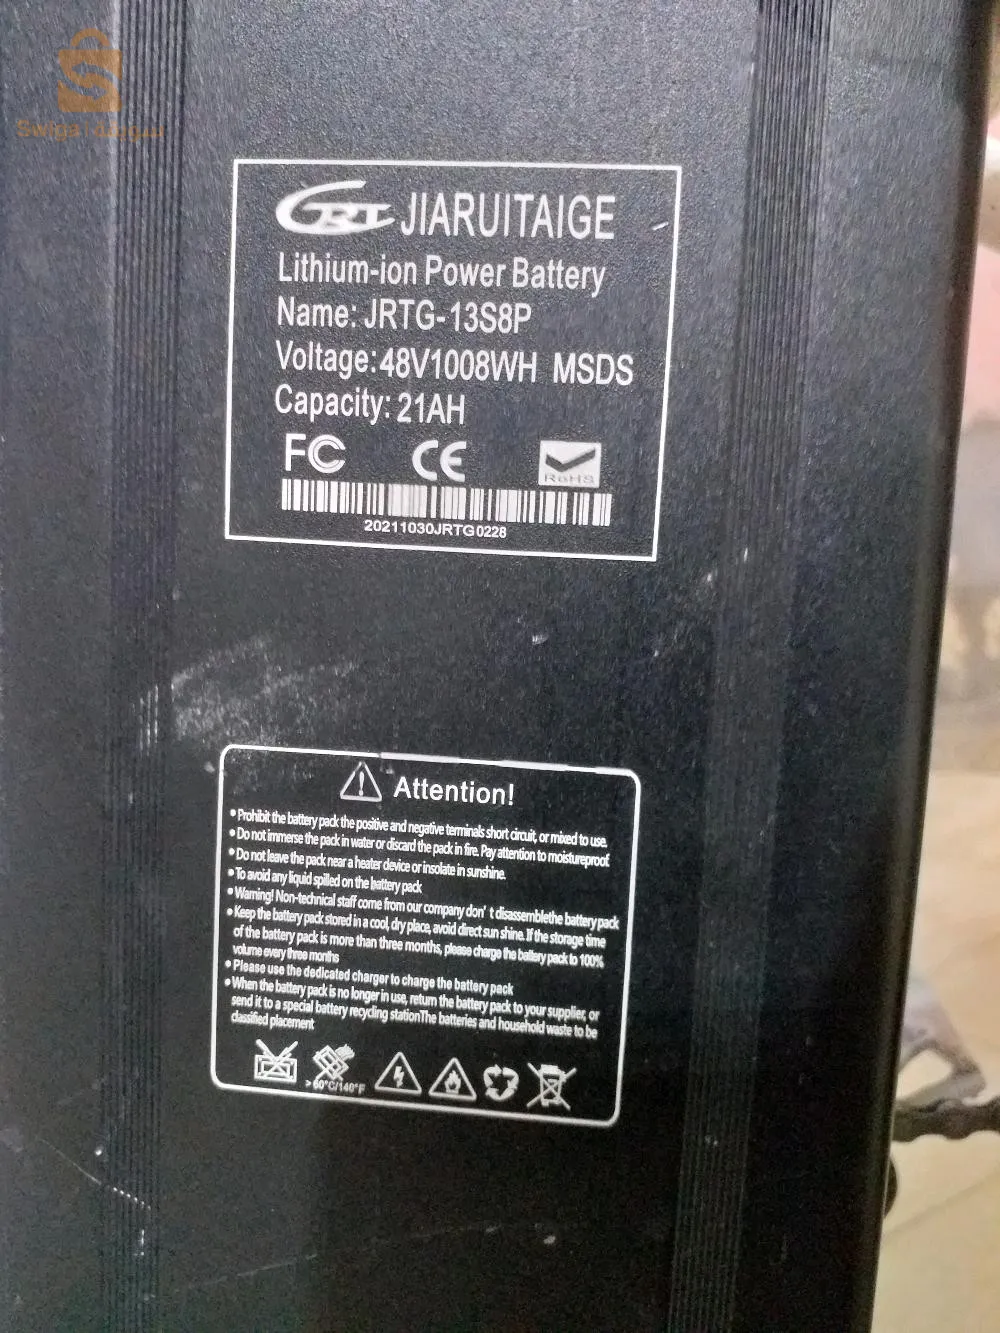 Swiga سويقة
GRT JIARUITAIGE
Lithium-ion Power Battery
Name: JRTG-13S8P
Voltage:48V1008WH MSDS
Capacity: 21AH
FC CE RoHS
20211030JRTG0228
Attention!
•Prohibit the battery pack the positive and negative terminals short circuit, or mixed to use.
•Do not immerse the pack in water or discard the pack in fire. Pay attention to moistureproof.
•Do not leave the pack near a heater device or insolate in sunshine.
•To avoid any liquid spilled on the battery pack
•Warning! Non-technical staff come from our company don't disassemblethe battery pack
•Keep the battery pack stored in a cool, dry place, avoid direct sun shine. If the storage time
of the battery pack is more than three months, please charge the battery pack to 100%
volume every three months
•Please use the dedicated charger to charge the battery pack
•When the battery pack is no longer in use, return the battery pack to your supplier, or
send it to a special battery recycling stationThe batteries and household waste to be
classified placement
>60°C/140°F